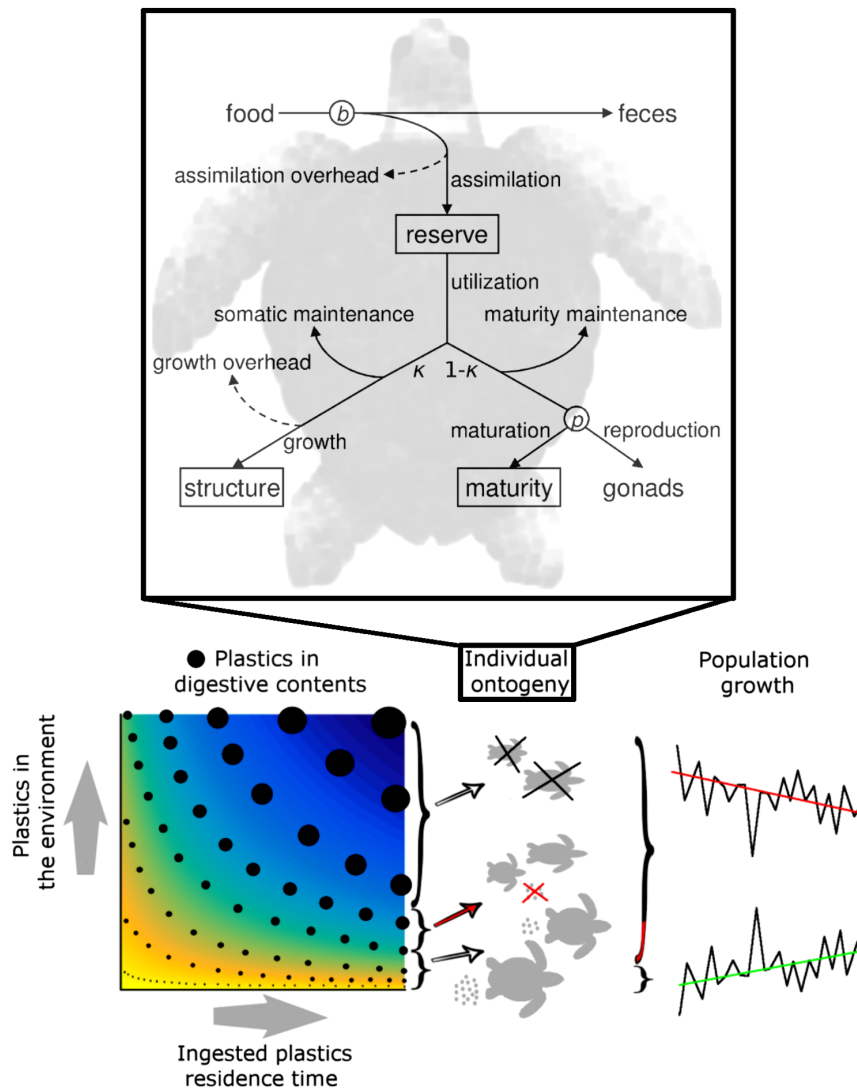 food
b
feces
assimilation overhead
assimilation
reserve
utilization
somatic maintenance
maturity maintenance
growth overhead
κ 1-κ
growth
maturation
p
reproduction
structure
maturity
gonads
Plastics in
digestive contents
Individual
ontogeny
Population
growth
Plastics in
the environment
Ingested plastics
residence time